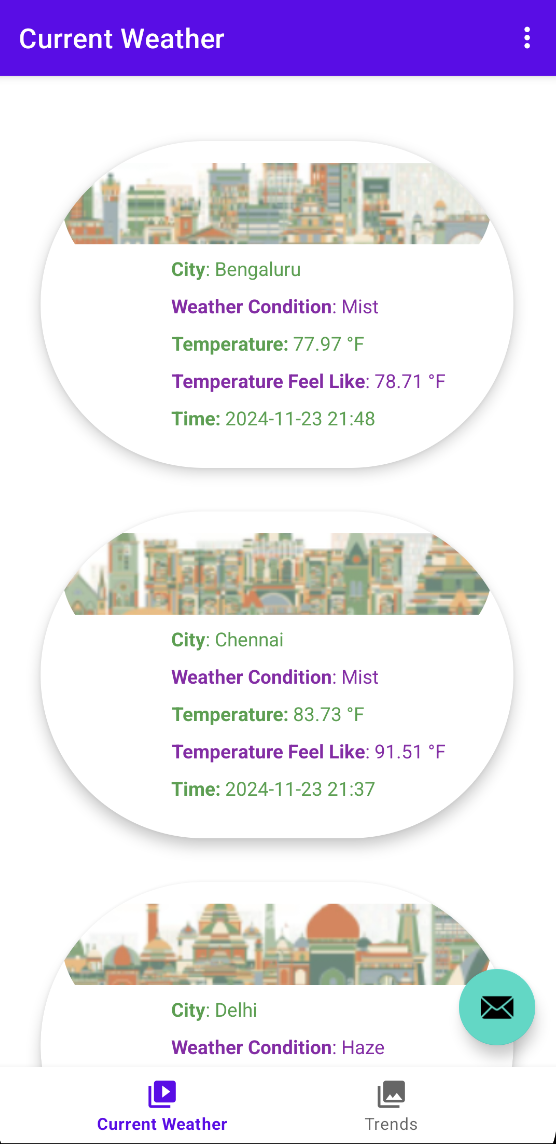 Current Weather
City: Bengaluru
Weather Condition: Mist
Temperature: 77.97 °F
Temperature Feel Like: 78.71 °F
Time: 2024-11-23 21:48
City: Chennai
Weather Condition: Mist
Temperature: 83.73 °F
Temperature Feel Like: 91.51 °F
Time: 2024-11-23 21:37
City: Delhi
Weather Condition: Haze
Current Weather
Trends